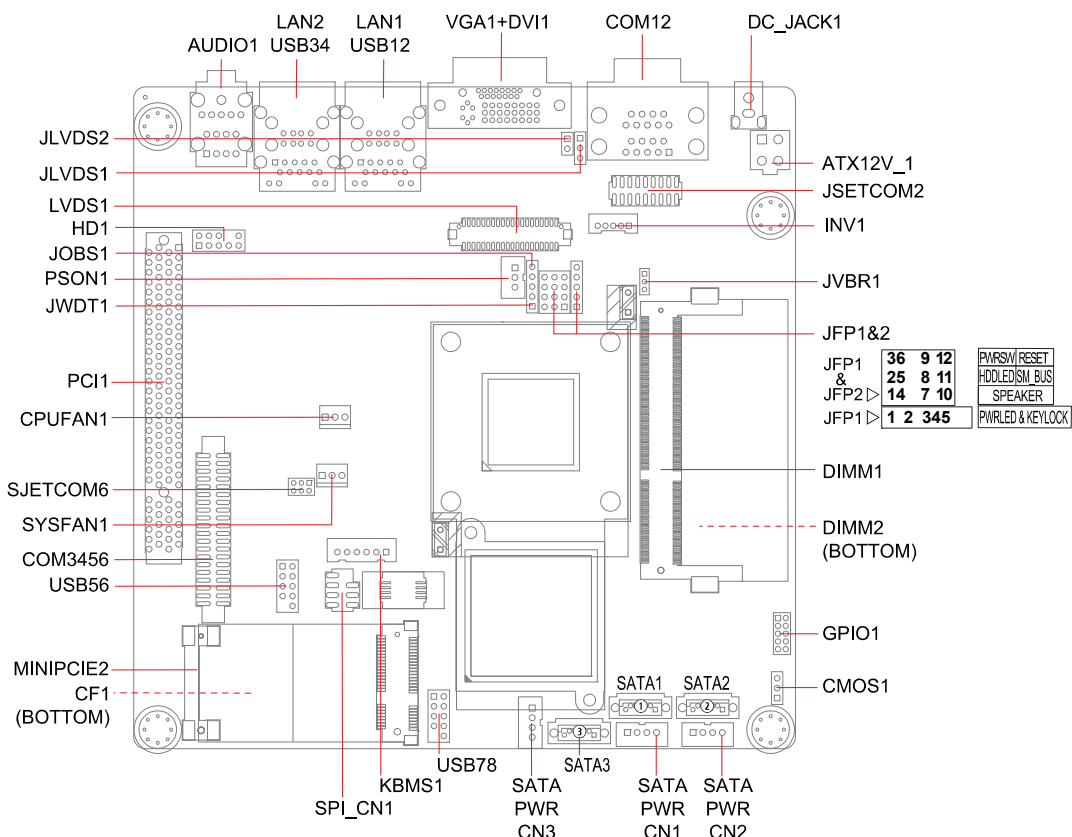 LAN2 LAN1 VGA1+DVI1 COM12 DC_JACK1
AUDIO1 USB34 USB12
JLVDS2
JLVDS1
LVDS1
HD1
JOBS1
PSON1
JWDT1
PCI1
CPUFAN1
SJETCOM6
SYSFAN1
COM3456
USB56
MINIPCIE2
CF1
(BOTTOM)
ATX12V_1
JSETCOM2
INV1
JVBR1
JFP1&2
JFP1
&
JFP2 ▷
JFP1 ▷
36 9 12
25 8 11
14 7 10
1 2 345
PWRSW RESET
HDDLED SM_BUS
SPEAKER
PWRLED & KEYLOCK
DIMM1
DIMM2
(BOTTOM)
GPIO1
CMOS1
SATA1 SATA2
① ②
③
SATA3
USB78
KBMS1
SPI_CN1
SATA
PWR
CN3
SATA
PWR
CN1
SATA
PWR
CN2